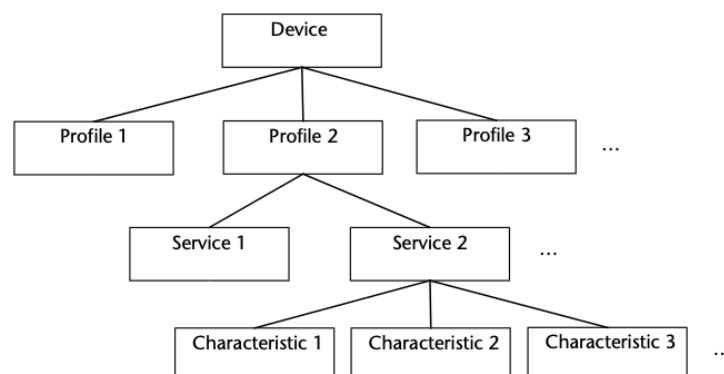 Device
Profile 1 Profile 2 Profile 3 ...
Service 1 Service 2 ...
Characteristic 1 Characteristic 2 Characteristic 3 ...